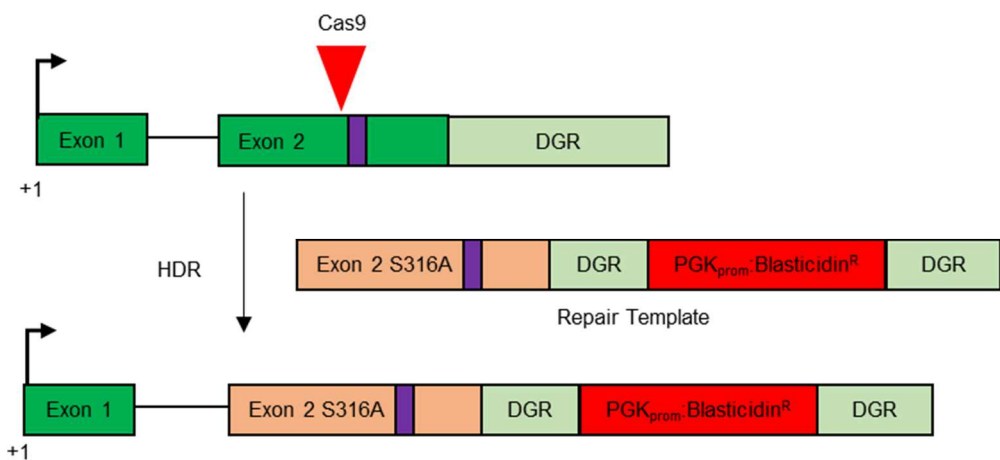 Cas9
Exon 1
Exon 2
DGR
+1
HDR
Exon 2 S316A
DGR
PGKprom:BlasticidinR
DGR
Repair Template
Exon 1
Exon 2 S316A
DGR
PGKprom:BlasticidinR
DGR
+1